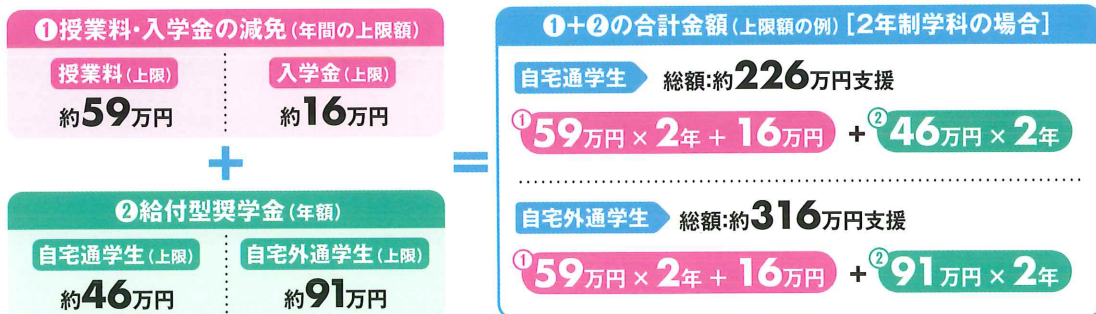 ❶授業料・入学金の減免(年間の上限額)
授業料(上限)
約59万円
入学金(上限)
約16万円
+
❷給付型奨学金(年額)
自宅通学生(上限)
約46万円
自宅外通学生(上限)
約91万円
=
❶+❷の合計金額(上限額の例)[2年制学科の場合]
自宅通学生 総額:約226万円支援
①59万円×2年+16万円 + ②46万円×2年
自宅外通学生 総額:約316万円支援
①59万円×2年+16万円 + ②91万円×2年